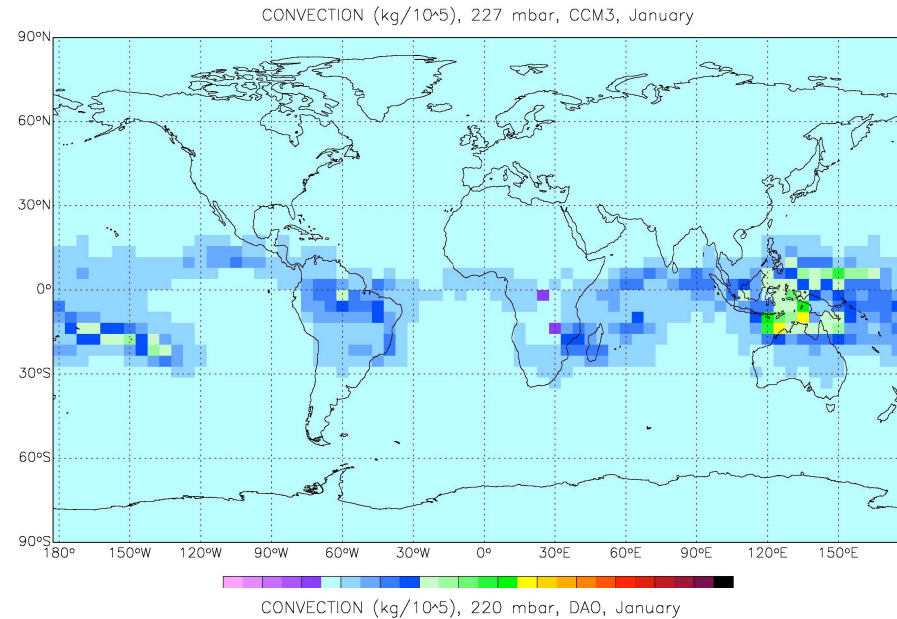 CONVECTION (kg/10^5), 227 mbar, CCM3, January
90°N
60°N
30°N
0°
30°S
60°S
90°S
180° 150°W 120°W 90°W 60°W 30°W 0° 30°E 60°E 90°E 120°E 150°E
CONVECTION (kg/10^5), 220 mbar, DAO, January